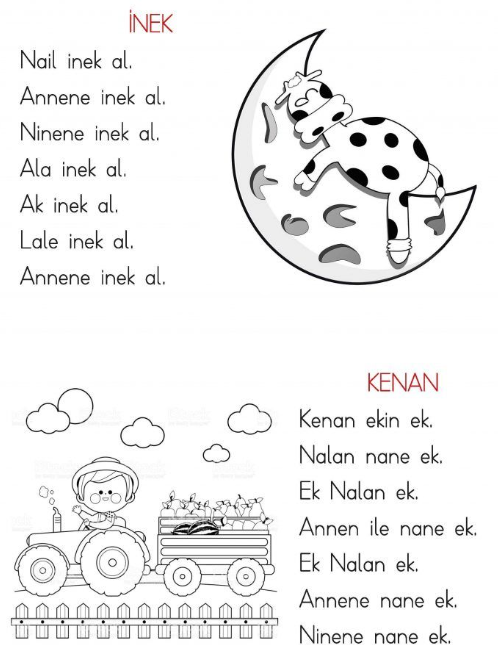 İNEK
Nail inek al.
Annene inek al.
Ninene inek al.
Ala inek al.
Ak inek al.
Lale inek al.
Annene inek al.
KENAN
Kenan ekin ek.
Nalan nane ek.
Ek Nalan ek.
Annen ile nane ek.
Ek Nalan ek.
Annene nane ek.
Ninene nane ek.